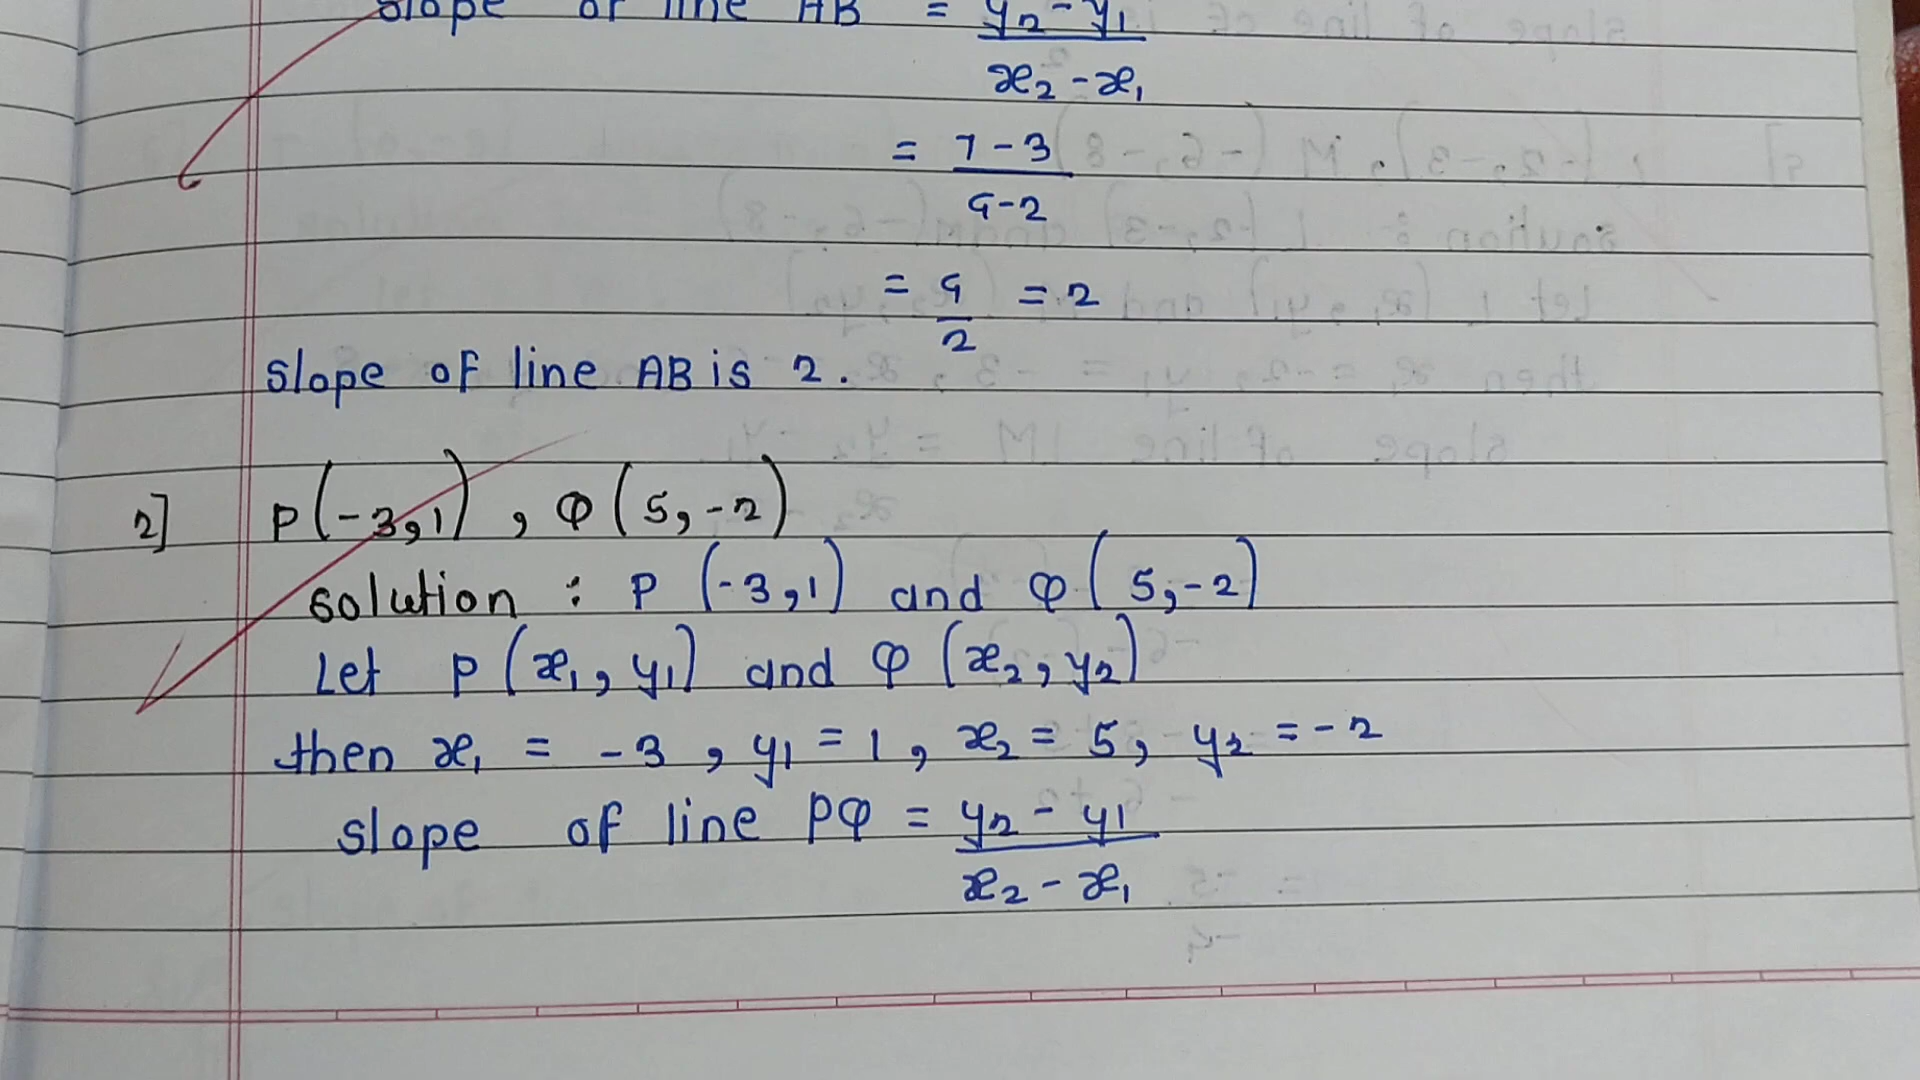 slope of line AB = y₂-y₁
x₂-x₁
= 7-3
4-2
= 4 = 2
2
slope of line AB is 2.
2] P(-3,1), Q(5,-2)
solution : P (-3,1) and Q(5,-2)
Let P(x₁, y₁) and Q(x₂, y₂)
then x₁ = -3, y₁ = 1, x₂ = 5, y₂ = -2
slope of line PQ = y₂ - y₁
x₂ - x₁